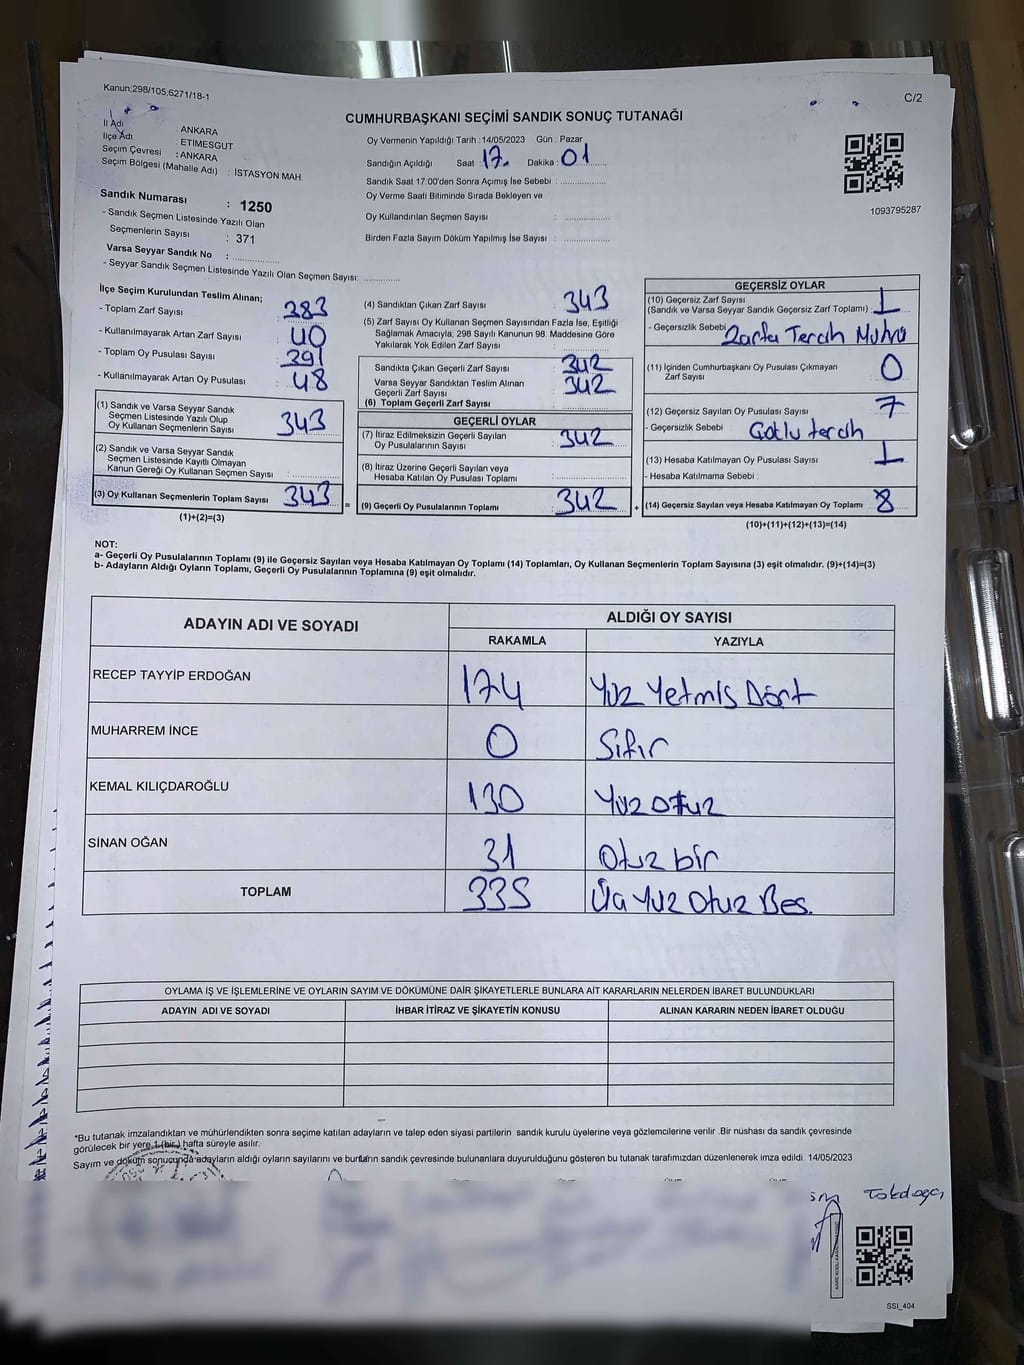 Kanun:298/105,6271/18-1
C/2
CUMHURBAŞKANI SEÇİMİ SANDIK SONUÇ TUTANAĞI
İl Adı : ANKARA
İlçe Adı : ETIMESGUT
Seçim Çevresi : ANKARA
Seçim Bölgesi (Mahalle Adı) : İSTASYON MAH.
Oy Vermenin Yapıldığı Tarih : 14/05/2023 Gün : Pazar
Sandığın Açıldığı Saat : 17. Dakika : 01
Sandık Saat 17:00'den Sonra Açımış İse Sebebi :
Oy Verme Saati Bitiminde Sırada Bekleyen ve
Oy Kullandırılan Seçmen Sayısı :
Birden Fazla Sayım Döküm Yapılmış İse Sayısı :
1093795287
Sandık Numarası : 1250
- Sandık Seçmen Listesinde Yazılı Olan
Seçmenlerin Sayısı : 371
Varsa Seyyar Sandık No :
- Seyyar Sandık Seçmen Listesinde Yazılı Olan Seçmen Sayısı:
İlçe Seçim Kurulundan Teslim Alınan;
- Toplam Zarf Sayısı : 383
- Kullanılmayarak Artan Zarf Sayısı : 40
- Toplam Oy Pusulası Sayısı : 391
- Kullanılmayarak Artan Oy Pusulası : 48
(1) Sandık ve Varsa Seyyar Sandık
Seçmen Listesinde Yazılı Olup
Oy Kullanan Seçmenlerin Sayısı : 343
(2) Sandık ve Varsa Seyyar Sandık
Seçmen Listesinde Kayıtlı Olmayan
Kanun Gereği Oy Kullanan Seçmen Sayısı :
(3) Oy Kullanan Seçmenlerin Toplam Sayısı : 343 =
(1)+(2)=(3)
(4) Sandıktan Çıkan Zarf Sayısı : 343
(5) Zarf Sayısı Oy Kullanan Seçmen Sayısından Fazla İse, Eşitliği
Sağlamak Amacıyla; 298 Sayılı Kanunun 98. Maddesine Göre
Yakılarak Yok Edilen Zarf Sayısı :
Sandıkta Çıkan Geçerli Zarf Sayısı : 342
Varsa Seyyar Sandıktan Teslim Alınan
Geçerli Zarf Sayısı : 342
(6) Toplam Geçerli Zarf Sayısı :
GEÇERLİ OYLAR
(7) İtiraz Edilmeksizin Geçerli Sayılan
Oy Pusulalarının Sayısı : 342
(8) İtiraz Üzerine Geçerli Sayılan veya
Hesaba Katılan Oy Pusulası Toplamı :
(9) Geçerli Oy Pusulalarının Toplamı : 342 +
GEÇERSİZ OYLAR
(10) Geçersiz Zarf Sayısı
(Sandık ve Varsa Seyyar Sandık Geçersiz Zarf Toplamı) : 1
- Geçersizlik Sebebi : Zarfta Tercih Mührü
(11) İçinden Cumhurbaşkanı Oy Pusulası Çıkmayan
Zarf Sayısı : 0
(12) Geçersiz Sayılan Oy Pusulası Sayısı : 7
- Geçersizlik Sebebi : Çoklu tercih
(13) Hesaba Katılmayan Oy Pusulası Sayısı : 1
- Hesaba Katılmama Sebebi :
(14) Geçersiz Sayılan veya Hesaba Katılmayan Oy Toplamı : 8
(10)+(11)+(12)+(13)=(14)
NOT:
a- Geçerli Oy Pusulalarının Toplamı (9) ile Geçersiz Sayılan veya Hesaba Katılmayan Oy Toplamı (14) Toplamları, Oy Kullanan Seçmenlerin Toplam Sayısına (3) eşit olmalıdır. (9)+(14)=(3)
b- Adayların Aldığı Oyların Toplamı, Geçerli Oy Pusulalarının Toplamına (9) eşit olmalıdır.
ADAYIN ADI VE SOYADI ALDIĞI OY SAYISI
RAKAMLA YAZIYLA
RECEP TAYYİP ERDOĞAN 174 Yüz Yetmiş Dört
MUHARREM İNCE 0 Sıfır
KEMAL KILIÇDAROĞLU 130 Yüz otuz
SİNAN OĞAN 31 Otuz bir
TOPLAM 335 Üç Yüz Otuz Beş.
OYLAMA İŞ VE İŞLEMLERİNE VE OYLARIN SAYIM VE DÖKÜMÜNE DAİR ŞİKAYETLERLE BUNLARA AİT KARARLARIN NELERDEN İBARET BULUNDUKLARI
ADAYIN ADI VE SOYADI İHBAR İTİRAZ VE ŞİKAYETİN KONUSU ALINAN KARARIN NEDEN İBARET OLDUĞU
*Bu tutanak imzalandıktan ve mühürlendikten sonra seçime katılan adayların ve talep eden siyasi partilerin sandık kurulu üyelerine veya gözlemcilerine verilir .Bir nüshası da sandık çevresinde
görülecek bir yere 1 (bir) hafta süreyle asılır.
Sayım ve döküm sonucunda adayların aldığı oyların sayılarını ve bunların sandık çevresinde bulunanlara duyurulduğunu gösteren bu tutanak tarafımızdan düzenlenerek imza edildi. 14/05/2023
SSI_404